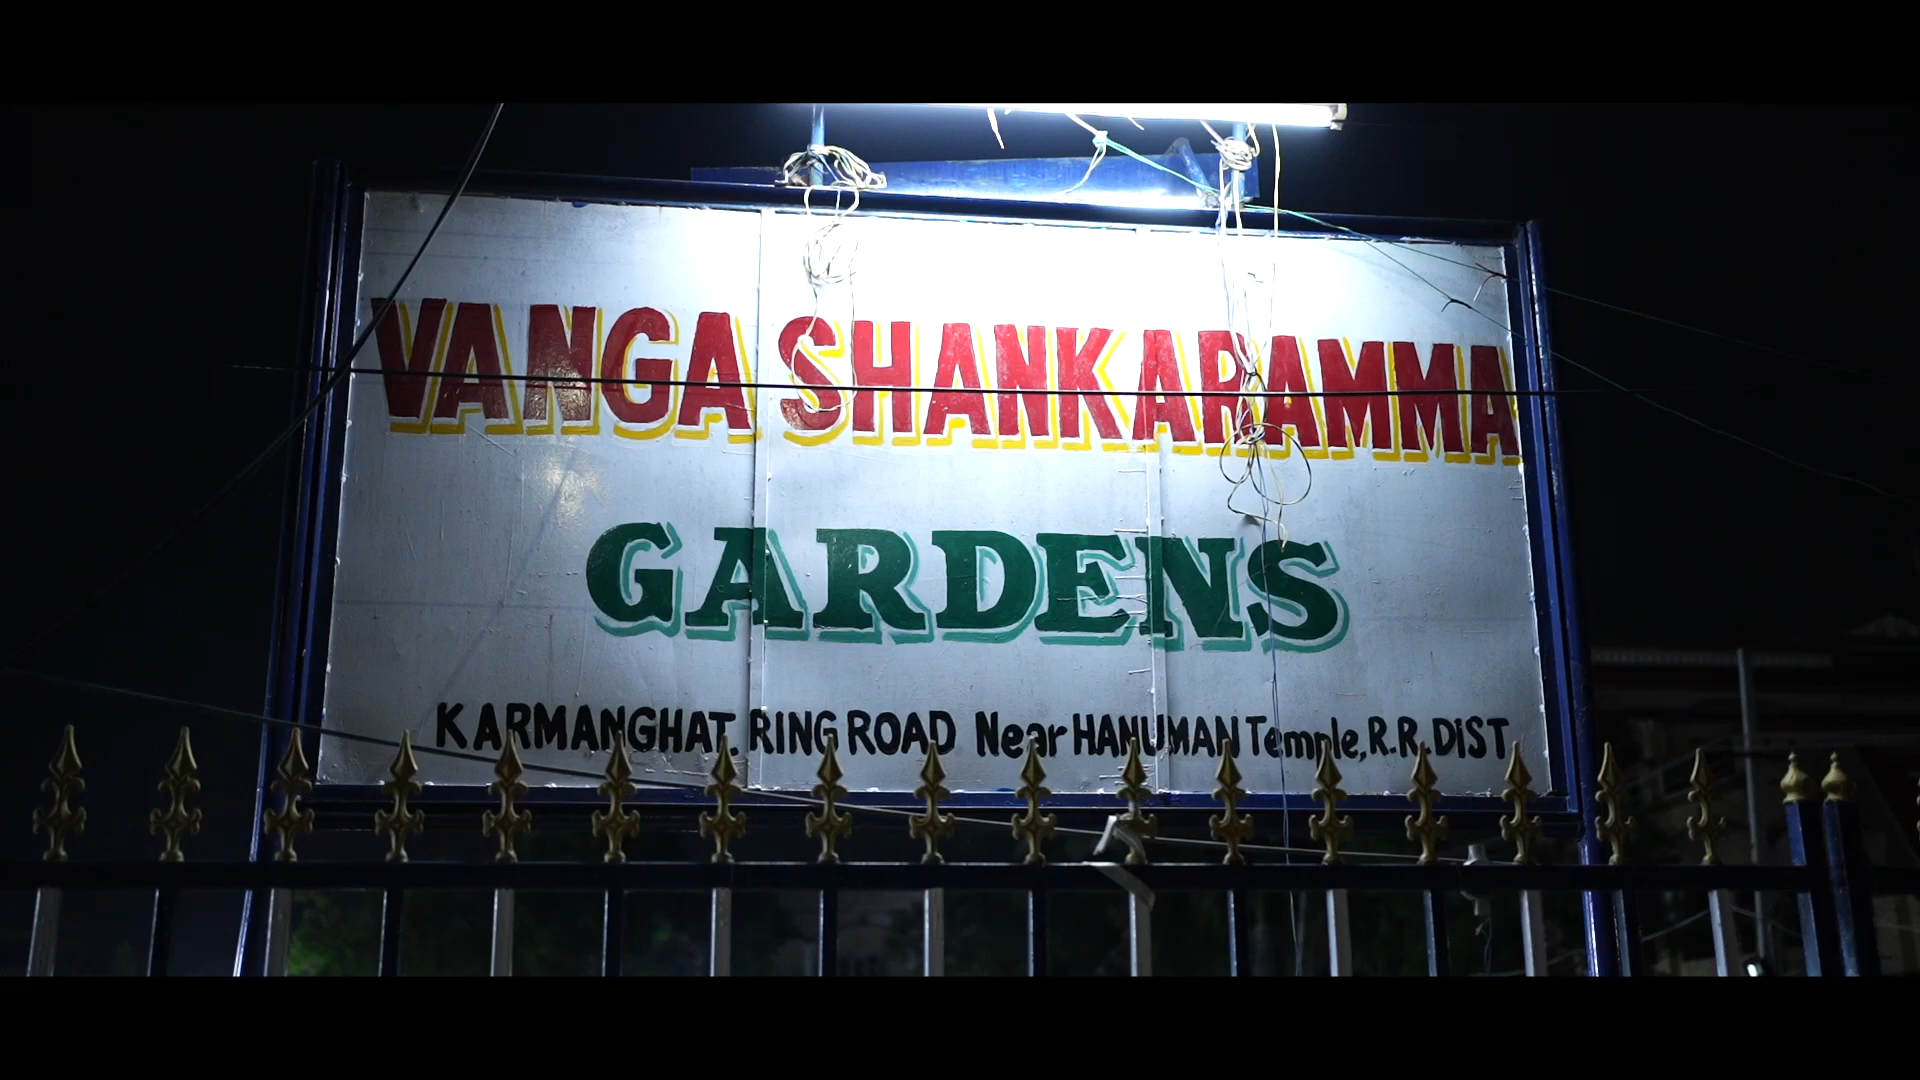 VANGA SHANKARAMMA
GARDENS
KARMANGHAT. RING ROAD Near HANUMAN Temple, R.R. DiST